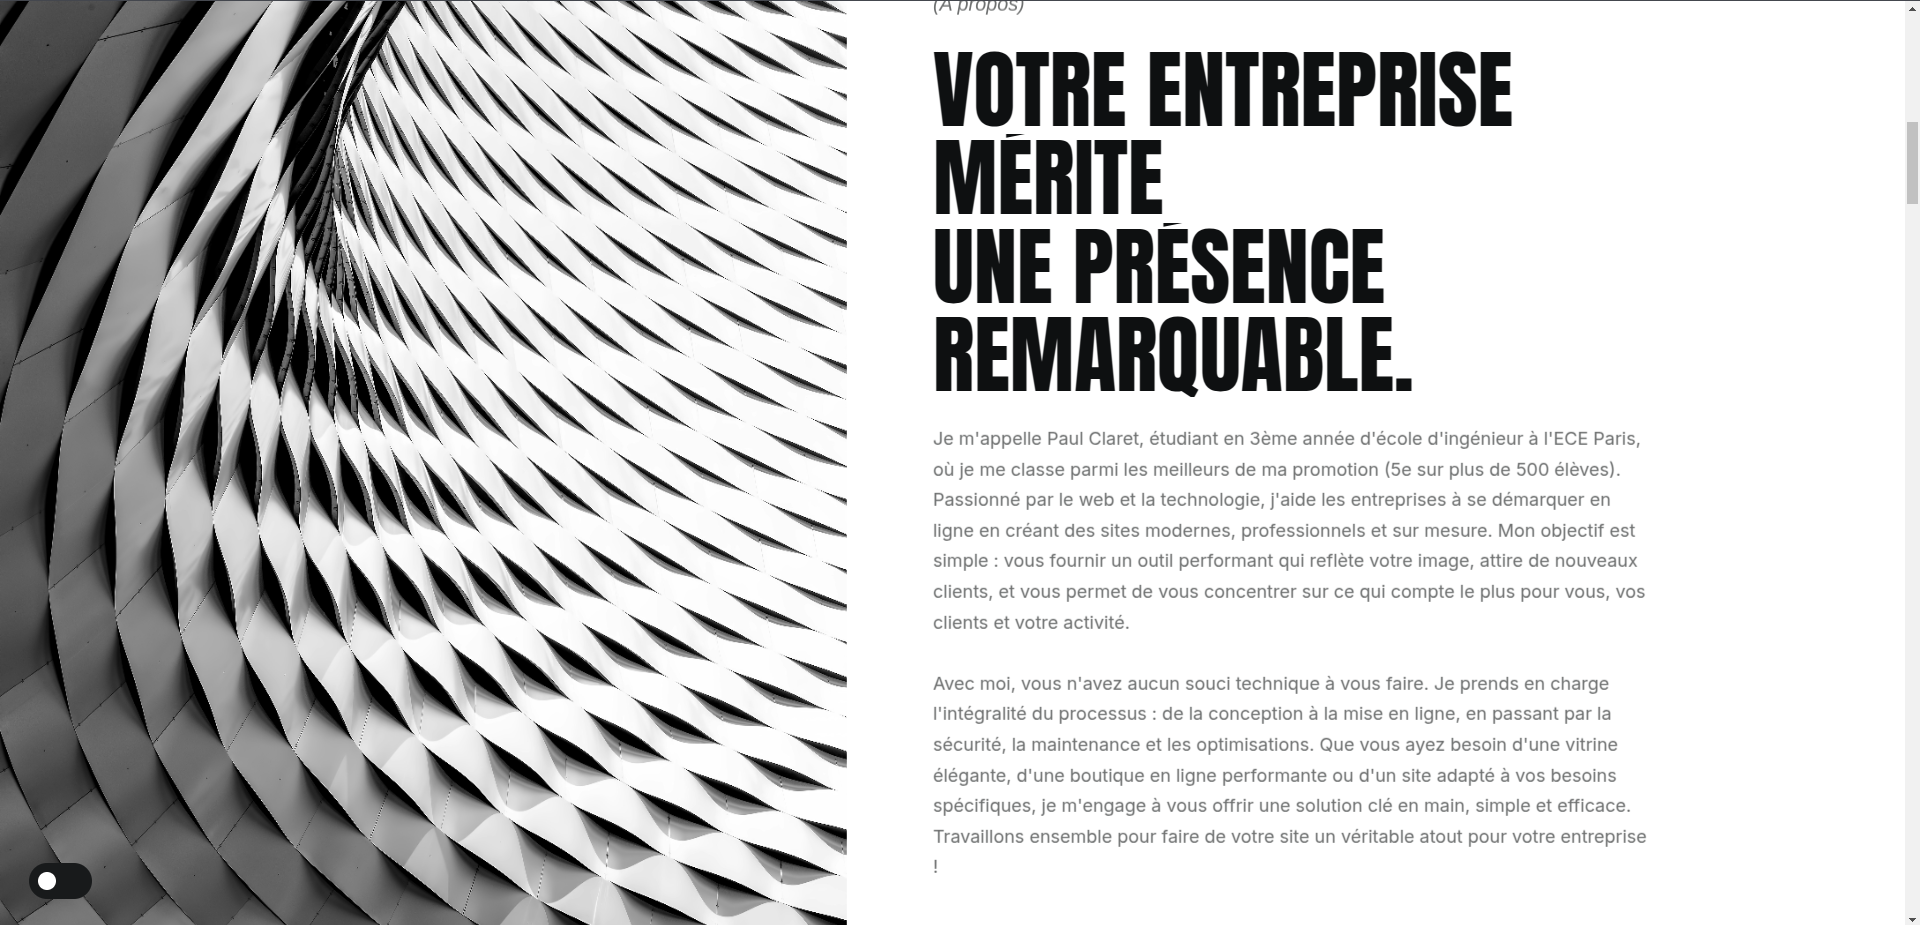 (À propos)
VOTRE ENTREPRISE
MÉRITE
UNE PRÉSENCE
REMARQUABLE.
Je m'appelle Paul Claret, étudiant en 3ème année d'école d'ingénieur à l'ECE Paris,
où je me classe parmi les meilleurs de ma promotion (5e sur plus de 500 élèves).
Passionné par le web et la technologie, j'aide les entreprises à se démarquer en
ligne en créant des sites modernes, professionnels et sur mesure. Mon objectif est
simple : vous fournir un outil performant qui reflète votre image, attire de nouveaux
clients, et vous permet de vous concentrer sur ce qui compte le plus pour vous, vos
clients et votre activité.
Avec moi, vous n'avez aucun souci technique à vous faire. Je prends en charge
l'intégralité du processus : de la conception à la mise en ligne, en passant par la
sécurité, la maintenance et les optimisations. Que vous ayez besoin d'une vitrine
élégante, d'une boutique en ligne performante ou d'un site adapté à vos besoins
spécifiques, je m'engage à vous offrir une solution clé en main, simple et efficace.
Travaillons ensemble pour faire de votre site un véritable atout pour votre entreprise
!